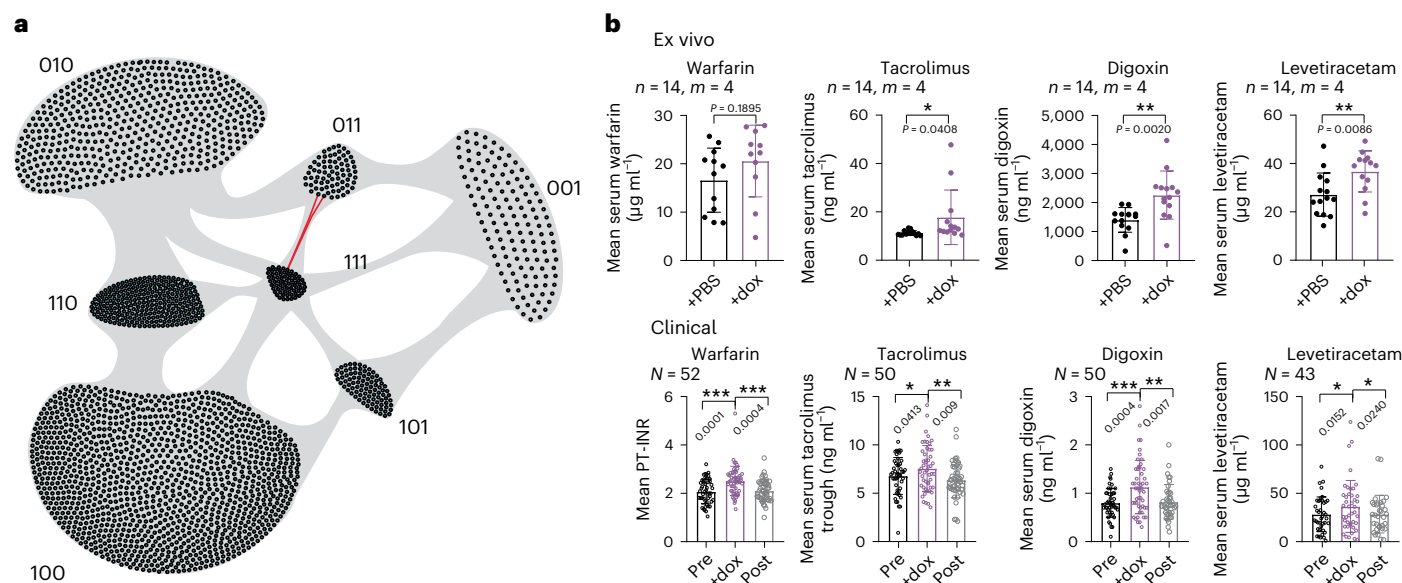 a
010
011
001
111
110
101
100
b
Ex vivo
Warfarin
n = 14, m = 4
P = 0.1895
Mean serum warfarin
(µg ml⁻¹)
30
20
10
0
+PBS
+dox
Tacrolimus
n = 14, m = 4
*
P = 0.0408
Mean serum tacrolimus
(ng ml⁻¹)
60
40
20
0
+PBS
+dox
Digoxin
n = 14, m = 4
**
P = 0.0020
Mean serum digoxin
(ng ml⁻¹)
5,000
4,000
3,000
2,000
1,000
0
+PBS
+dox
Levetiracetam
n = 14, m = 4
**
P = 0.0086
Mean serum levetiracetam
(µg ml⁻¹)
60
40
20
0
+PBS
+dox
Clinical
Warfarin
N = 52
***
***
0.0001
0.0004
Mean PT-INR
6
4
2
0
Pre
+dox
Post
Tacrolimus
N = 50
*
**
0.0413
0.009
Mean serum tacrolimus
trough (ng ml⁻¹)
15
10
5
0
Pre
+dox
Post
Digoxin
N = 50
***
**
0.0004
0.0017
Mean serum digoxin
(ng ml⁻¹)
3
2
1
0
Pre
+dox
Post
Levetiracetam
N = 43
*
*
0.0152
0.0240
Mean serum levetiracetam
(µg ml⁻¹)
150
100
50
0
Pre
+dox
Post